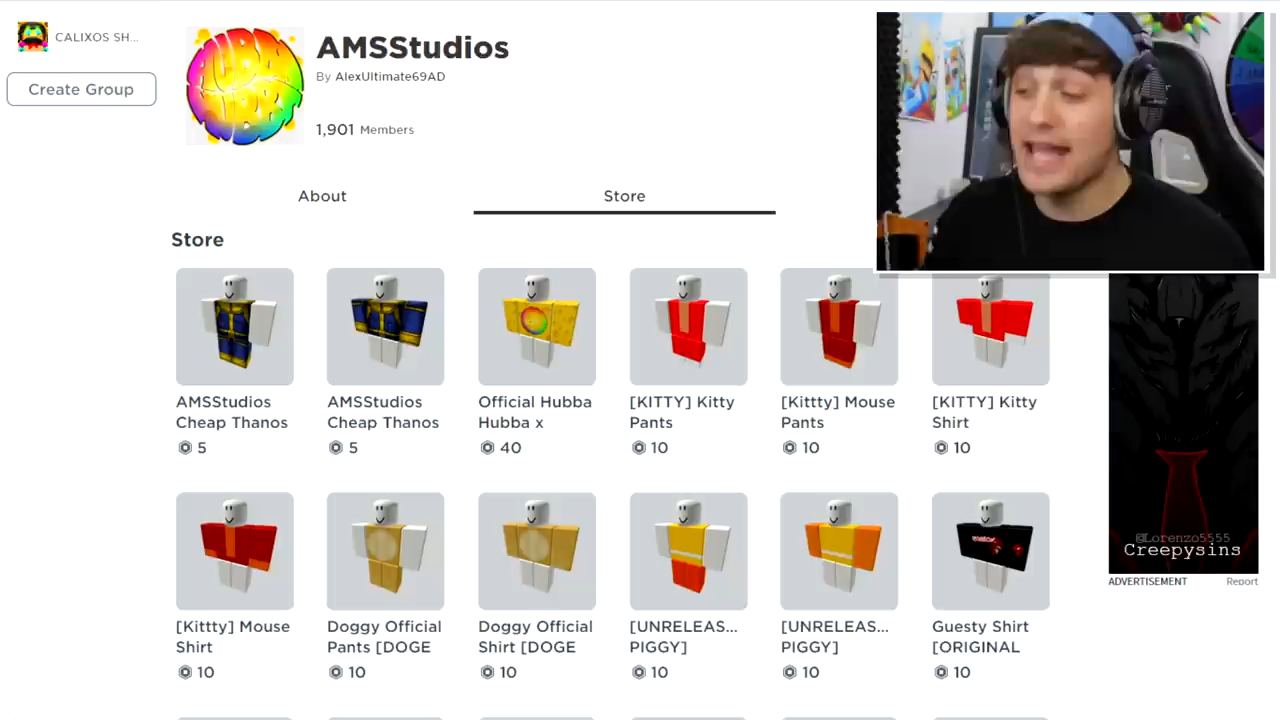 CALIXOS SH...
Create Group
AMSStudios
By AlexUltimate69AD
1,901 Members
About
Store
Store
AMSStudios
Cheap Thanos
5
AMSStudios
Cheap Thanos
5
Official Hubba
Hubba x
40
[KITTY] Kitty
Pants
10
[Kittty] Mouse
Pants
10
[KITTY] Kitty
Shirt
10
[Kittty] Mouse
Shirt
10
Doggy Official
Pants [DOGE
10
Doggy Official
Shirt [DOGE
10
[UNRELEAS...
PIGGY]
10
[UNRELEAS...
PIGGY]
10
Guesty Shirt
[ORIGINAL
10
@Lorenzo5555
Creepysins
ADVERTISEMENT
Report